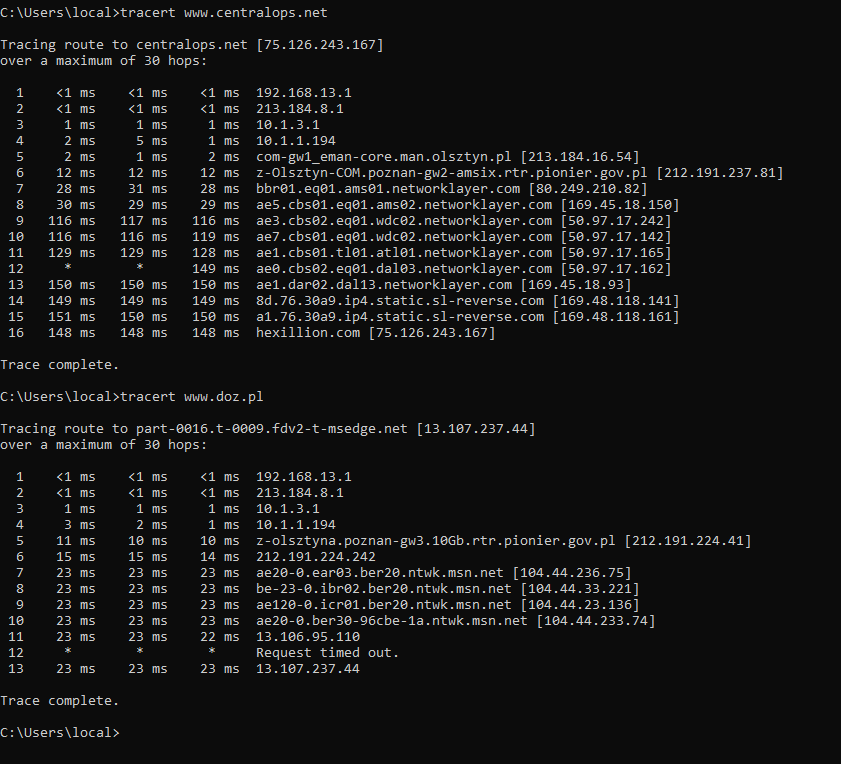 C:\Users\local>tracert www.centralops.net
Tracing route to centralops.net [75.126.243.167]
over a maximum of 30 hops:
1 <1 ms <1 ms <1 ms 192.168.13.1
2 <1 ms <1 ms <1 ms 213.184.8.1
3 1 ms 1 ms 1 ms 10.1.3.1
4 2 ms 5 ms 1 ms 10.1.1.194
5 2 ms 1 ms 2 ms com-gw1_eman-core.man.olsztyn.pl [213.184.16.54]
6 12 ms 12 ms 12 ms z-Olsztyn-COM.poznan-gw2-amsix.rtr.pionier.gov.pl [212.191.237.81]
7 28 ms 31 ms 28 ms bbr01.eq01.ams01.networklayer.com [80.249.210.82]
8 30 ms 29 ms 29 ms ae5.cbs01.eq01.ams02.networklayer.com [169.45.18.150]
9 116 ms 117 ms 116 ms ae3.cbs02.eq01.wdc02.networklayer.com [50.97.17.242]
10 116 ms 116 ms 119 ms ae7.cbs01.eq01.wdc02.networklayer.com [50.97.17.142]
11 129 ms 129 ms 128 ms ae1.cbs01.tl01.atl01.networklayer.com [50.97.17.165]
12 * * 149 ms ae0.cbs02.eq01.dal03.networklayer.com [50.97.17.162]
13 150 ms 150 ms 150 ms ae1.dar02.dal13.networklayer.com [169.45.18.93]
14 149 ms 149 ms 149 ms 8d.76.30a9.ip4.static.sl-reverse.com [169.48.118.141]
15 151 ms 150 ms 150 ms a1.76.30a9.ip4.static.sl-reverse.com [169.48.118.161]
16 148 ms 148 ms 148 ms hexillion.com [75.126.243.167]
Trace complete.
C:\Users\local>tracert www.doz.pl
Tracing route to part-0016.t-0009.fdv2-t-msedge.net [13.107.237.44]
over a maximum of 30 hops:
1 <1 ms <1 ms <1 ms 192.168.13.1
2 <1 ms <1 ms <1 ms 213.184.8.1
3 1 ms 1 ms 1 ms 10.1.3.1
4 3 ms 2 ms 1 ms 10.1.1.194
5 11 ms 10 ms 10 ms z-olsztyna.poznan-gw3.10Gb.rtr.pionier.gov.pl [212.191.224.41]
6 15 ms 15 ms 14 ms 212.191.224.242
7 23 ms 23 ms 23 ms ae20-0.ear03.ber20.ntwk.msn.net [104.44.236.75]
8 23 ms 23 ms 23 ms be-23-0.ibr02.ber20.ntwk.msn.net [104.44.33.221]
9 23 ms 23 ms 23 ms ae120-0.icr01.ber20.ntwk.msn.net [104.44.23.136]
10 23 ms 23 ms 23 ms ae20-0.ber30-96cbe-1a.ntwk.msn.net [104.44.233.74]
11 23 ms 23 ms 22 ms 13.106.95.110
12 * * * Request timed out.
13 23 ms 23 ms 23 ms 13.107.237.44
Trace complete.
C:\Users\local>